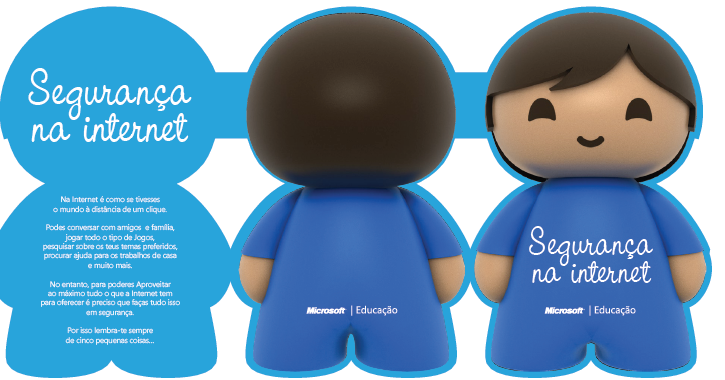 Segurança
na internet
Na Internet é como se tivesses
o mundo à distância de um clique.
Podes conversar com amigos e família,
jogar todo o tipo de Jogos,
pesquisar sobre os teus temas preferidos,
procurar ajuda para os trabalhos de casa
e muito mais.
No entanto, para poderes Aproveitar
ao máximo tudo o que a Internet tem
para oferecer é preciso que faças tudo isso
em segurança.
Por isso lembra-te sempre
de cinco pequenas coisas...
Microsoft | Educação
Segurança
na internet
Microsoft | Educação